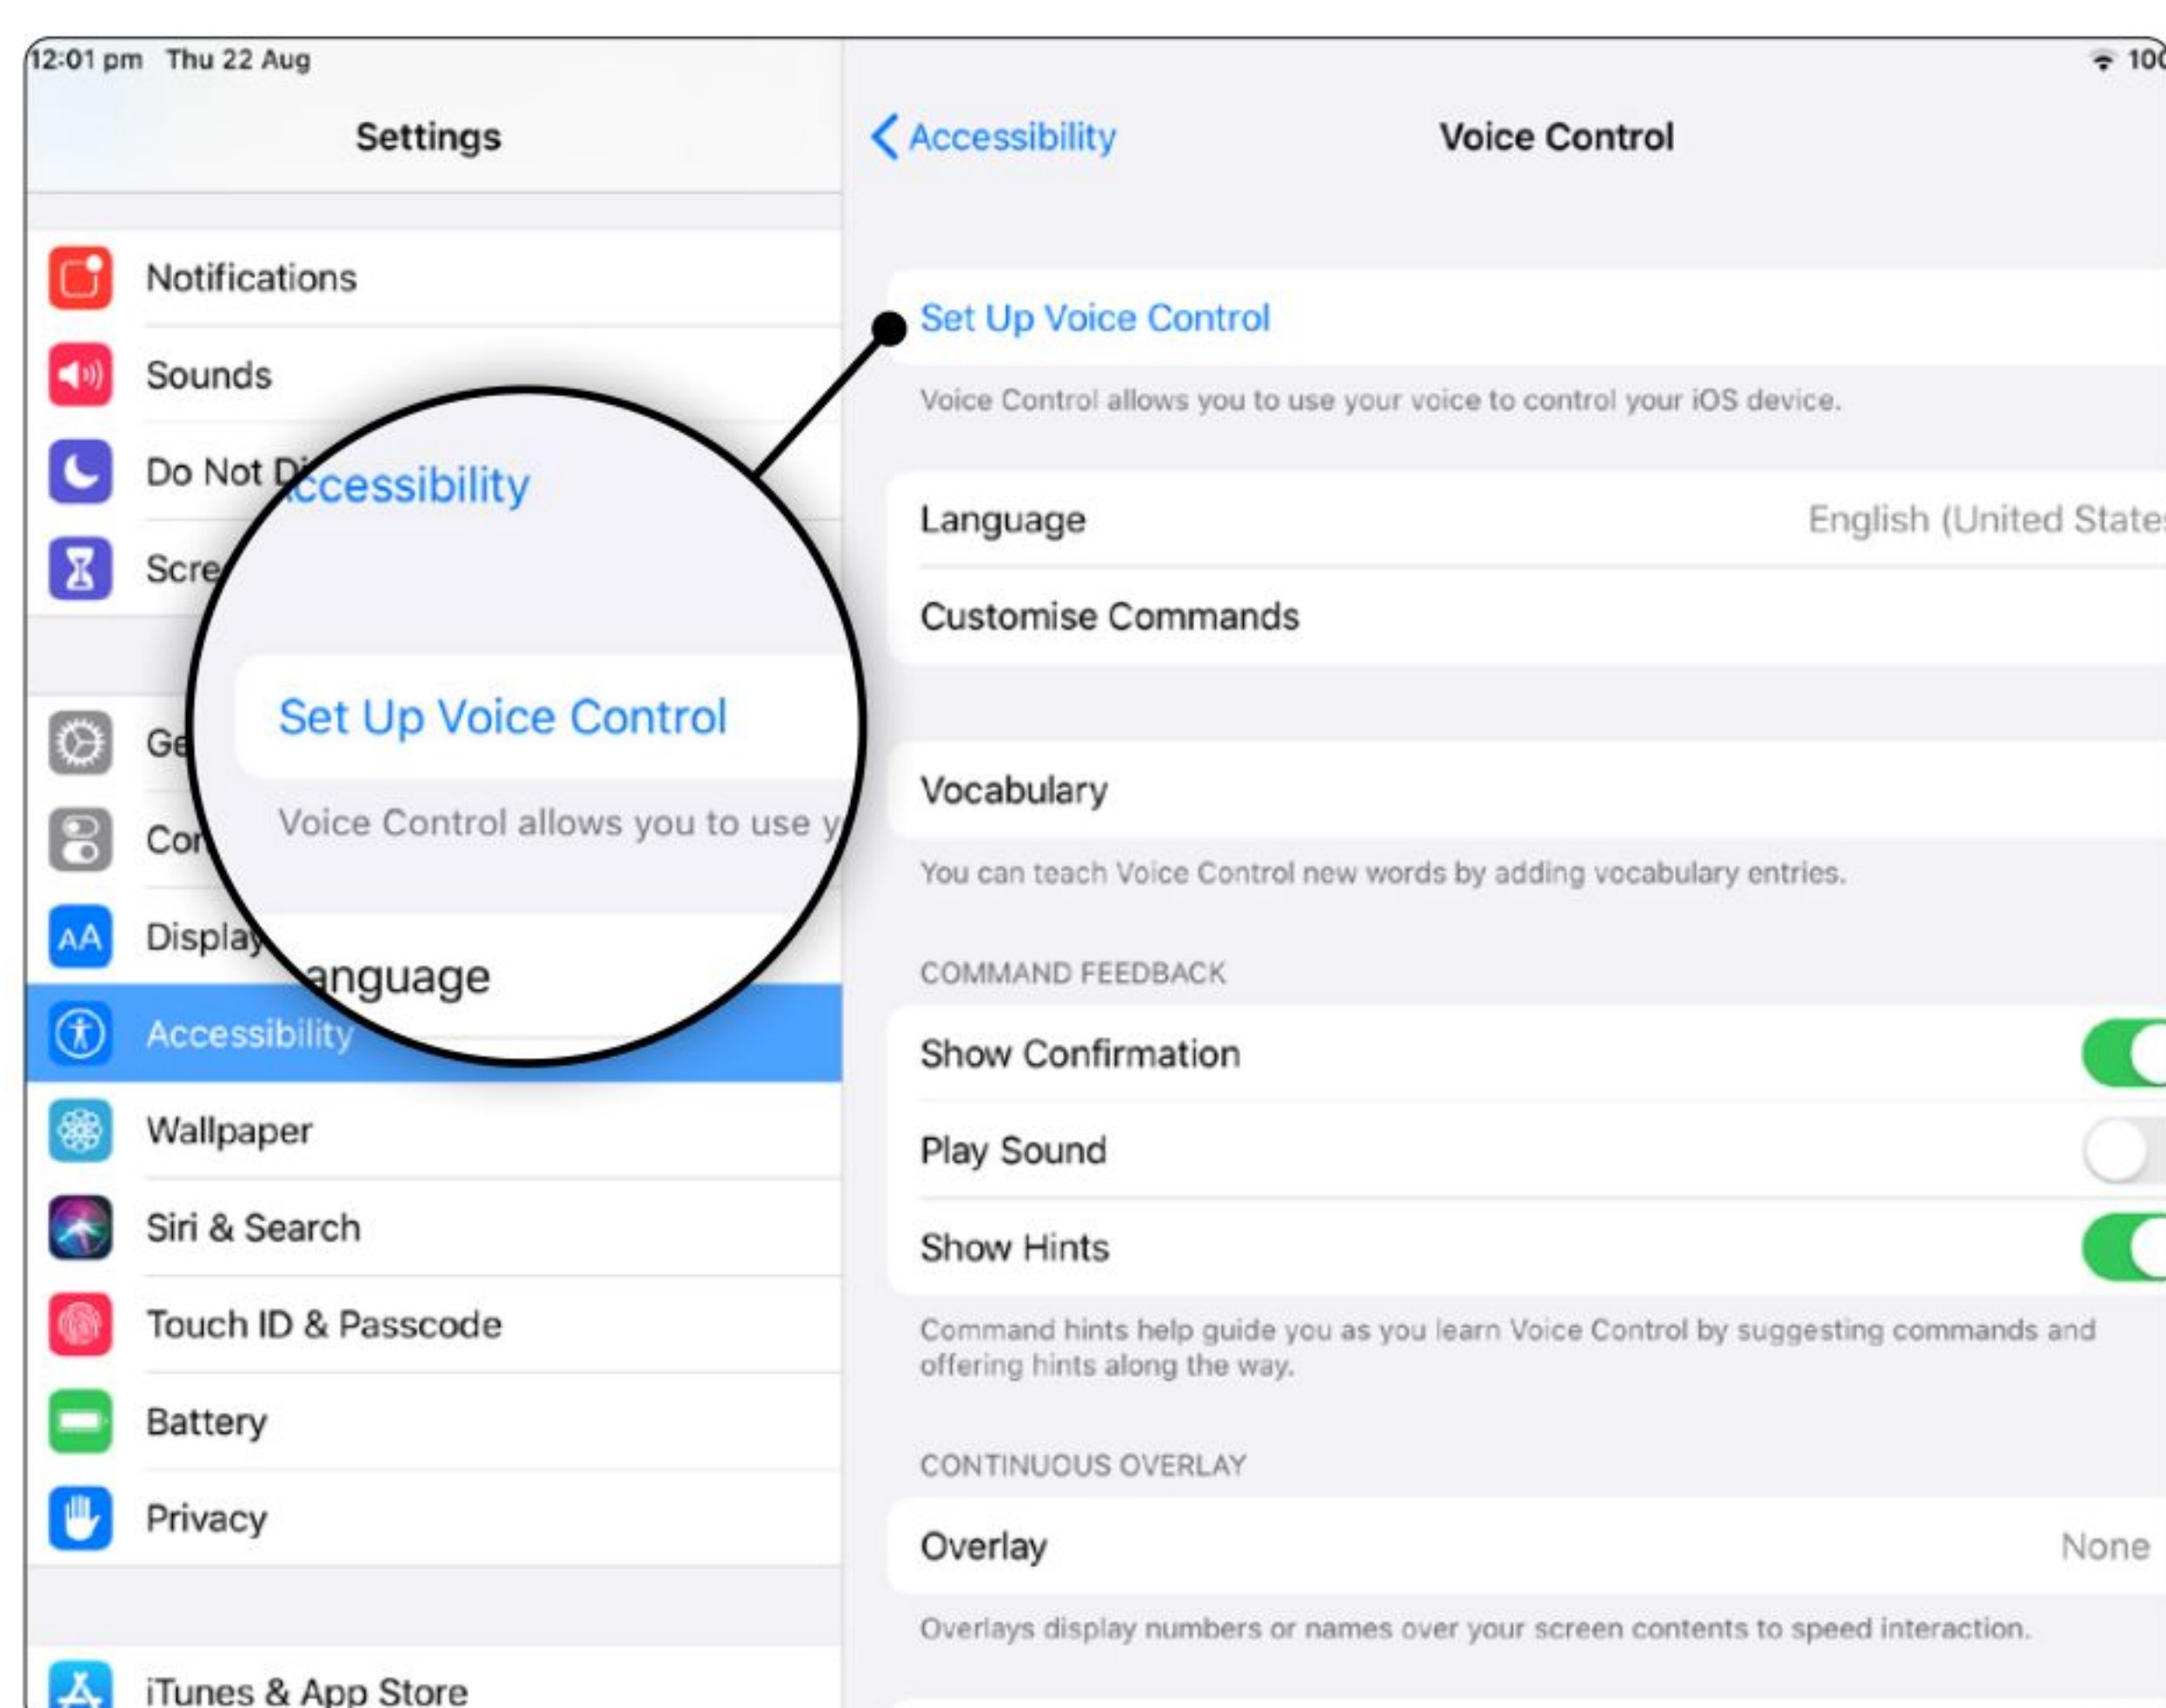 12:01 pm Thu 22 Aug
100
Settings
Accessibility
Voice Control
Notifications
Sounds
Do Not
Accessibility
Wallpaper
Siri & Search
Touch ID & Passcode
Battery
Privacy
iTunes & App Store
Display
ccessibility
Set Up Voice Control
Voice Control allows you to use
anguage
Set Up Voice Control
Voice Control allows you to use your voice to control your iOS device.
Language
English (United States
Customise Commands
Vocabulary
You can teach Voice Control new words by adding vocabulary entries.
COMMAND FEEDBACK
Show Confirmation
Play Sound
Show Hints
Command hints help guide you as you learn Voice Control by suggesting commands and
offering hints along the way.
CONTINUOUS OVERLAY
Overlay
None
Overlays display numbers or names over your screen contents to speed interaction.